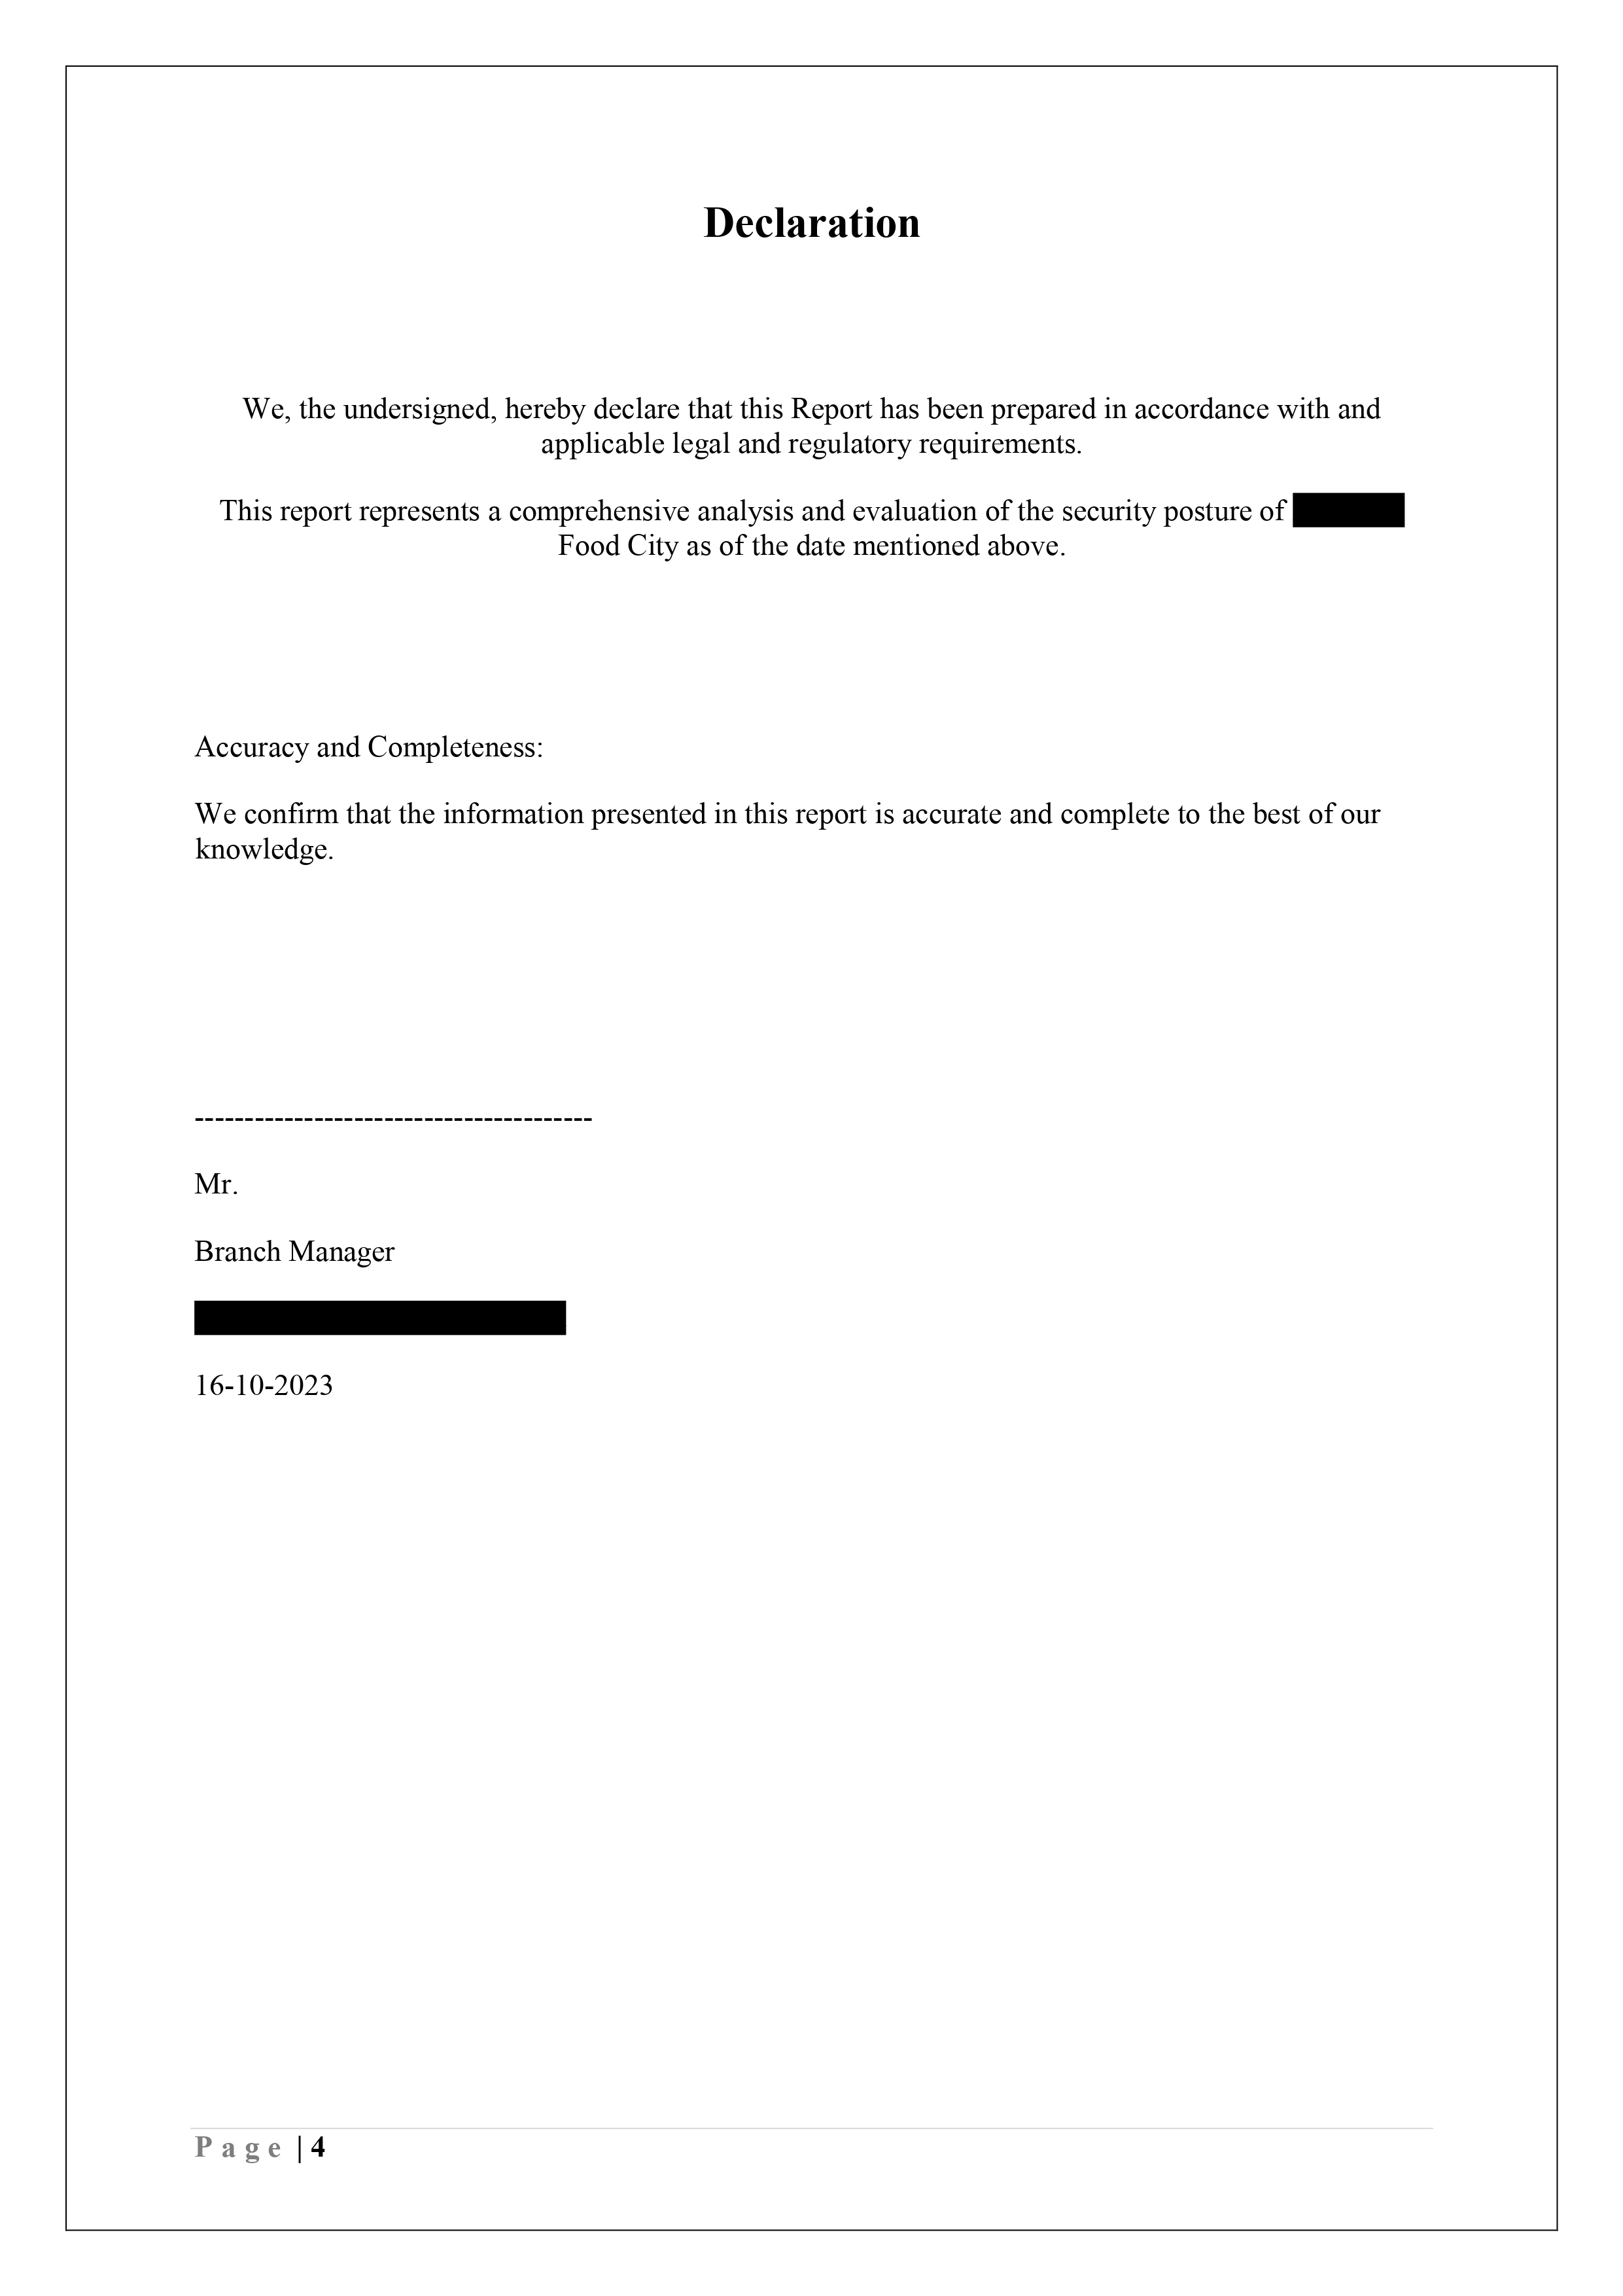 Declaration
We, the undersigned, hereby declare that this Report has been prepared in accordance with and
applicable legal and regulatory requirements.
This report represents a comprehensive analysis and evaluation of the security posture of
Food City as of the date mentioned above.
Accuracy and Completeness:
We confirm that the information presented in this report is accurate and complete to the best of our
knowledge.
----------------------------------------
Mr.
Branch Manager
16-10-2023
Page | 4